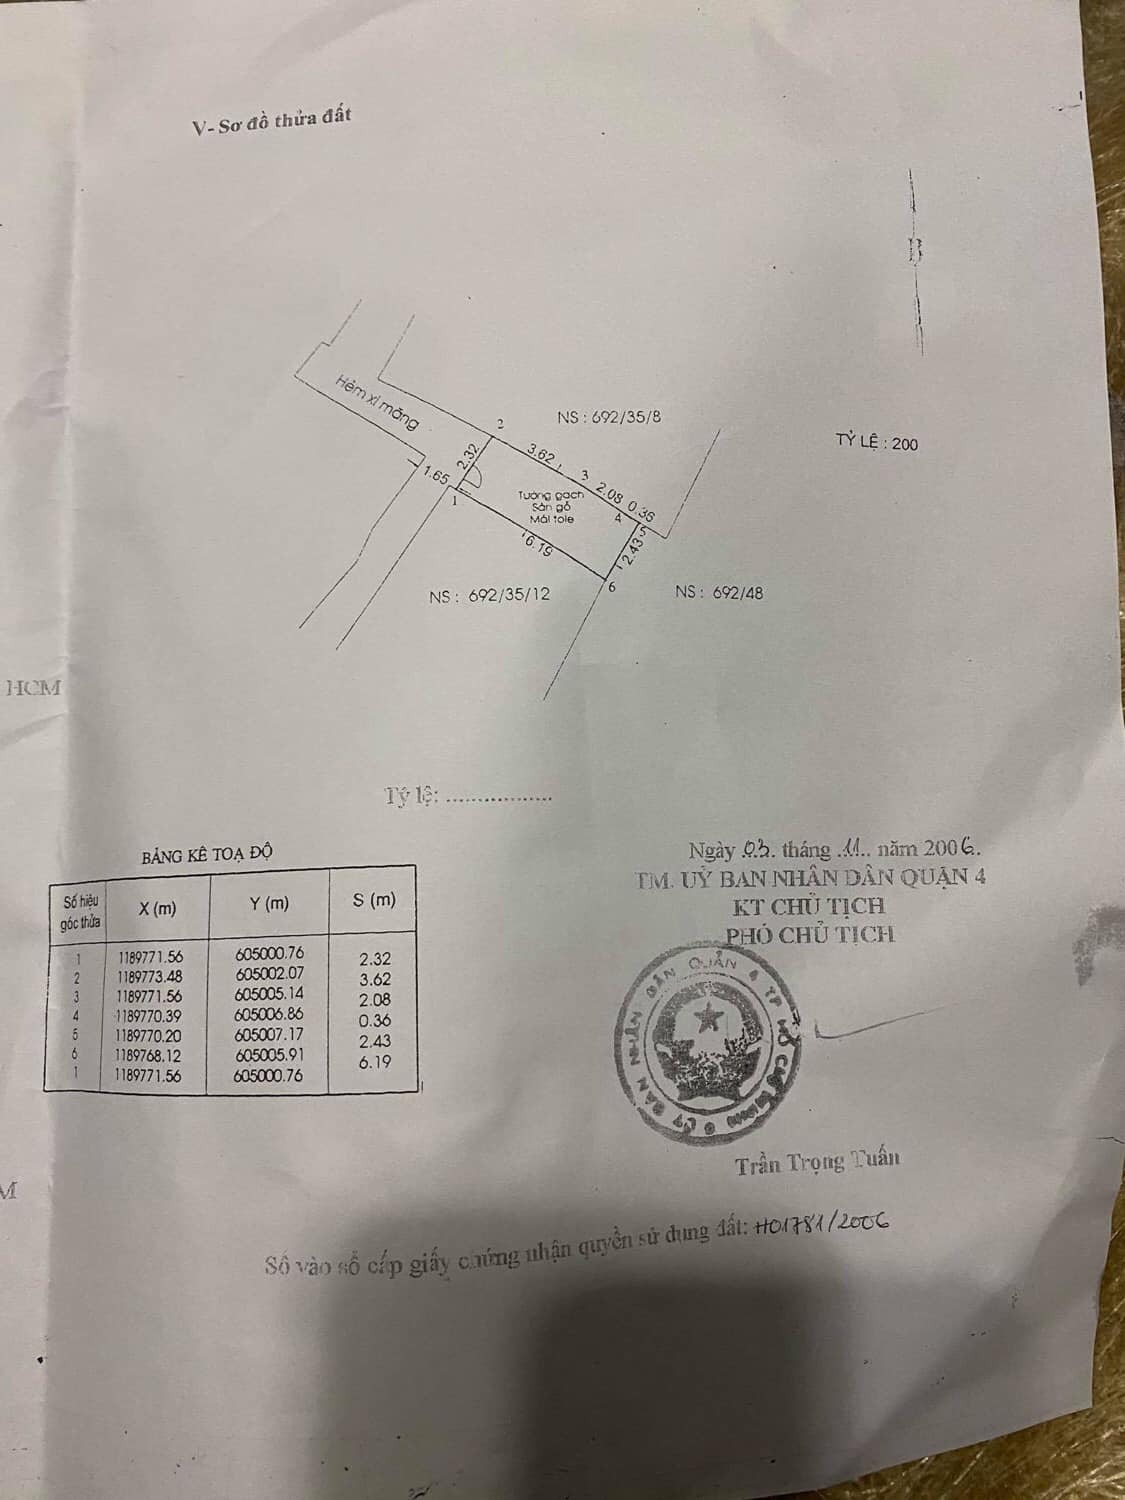 V- Sơ đồ thửa đất
B
Hẻm xi măng
NS : 692/35/8
TỶ LỆ : 200
2
3.62
3
2.08
0.36
2.32
1.65
1
Tường gạch
Sàn gỗ
Mái tole
4
5
2.43
6.19
6
NS : 692/35/12
NS : 692/48
HCM
Tỷ lệ: ..................
BẢNG KÊ TOẠ ĐỘ
Số hiệu góc thửa X (m) Y (m) S (m)
1 1189771.56 605000.76 2.32
2 1189773.48 605002.07 3.62
3 1189771.56 605005.14 2.08
4 1189770.39 605006.86 0.36
5 1189770.20 605007.17 2.43
6 1189768.12 605005.91 6.19
1 1189771.56 605000.76
Ngày 03. tháng .11.. năm 2006.
TM. UỶ BAN NHÂN DÂN QUẬN 4
KT CHỦ TỊCH
PHÓ CHỦ TỊCH
ỦY BAN NHÂN DÂN QUẬN 4 TP HỒ CHÍ MINH
Trần Trọng Tuấn
M
Số vào sổ cấp giấy chứng nhận quyền sử dụng đất: H01781/2006